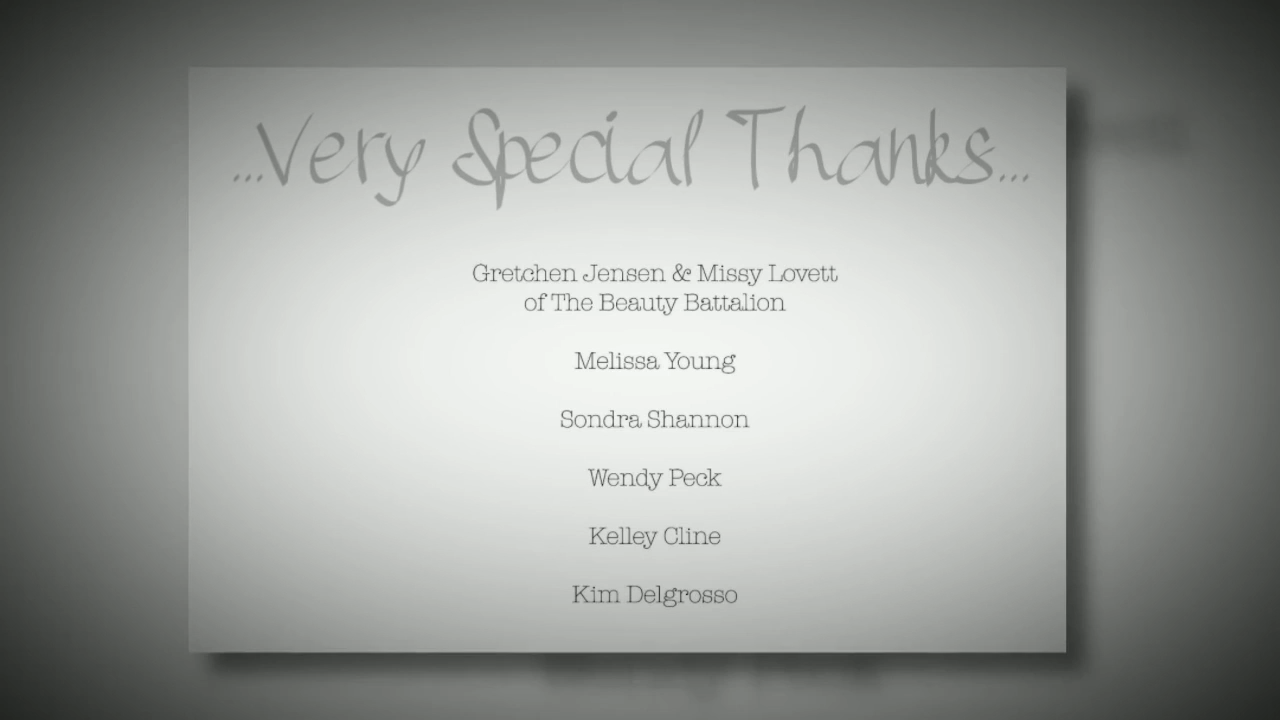 ...Very Special Thanks...
Gretchen Jensen & Missy Lovett
of The Beauty Battalion
Melissa Young
Sondra Shannon
Wendy Peck
Kelley Cline
Kim Delgrosso